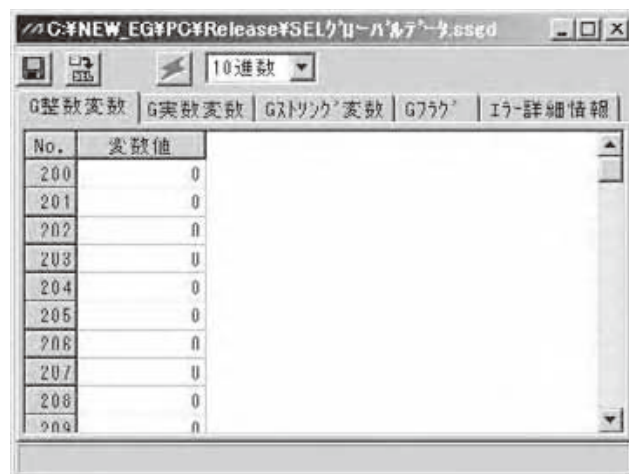 C:¥NEW_EG¥PC¥Release¥SELｸﾞﾛｰﾊﾞﾙﾃﾞｰﾀ.ssgd
10進数
G整数変数 G実数変数 Gｽﾄﾘﾝｸﾞ変数 Gﾌﾗｸﾞ ｴﾗｰ詳細情報
No. 変数値
200 0
201 0
202 0
203 0
204 0
205 0
206 0
207 0
208 0
209 0